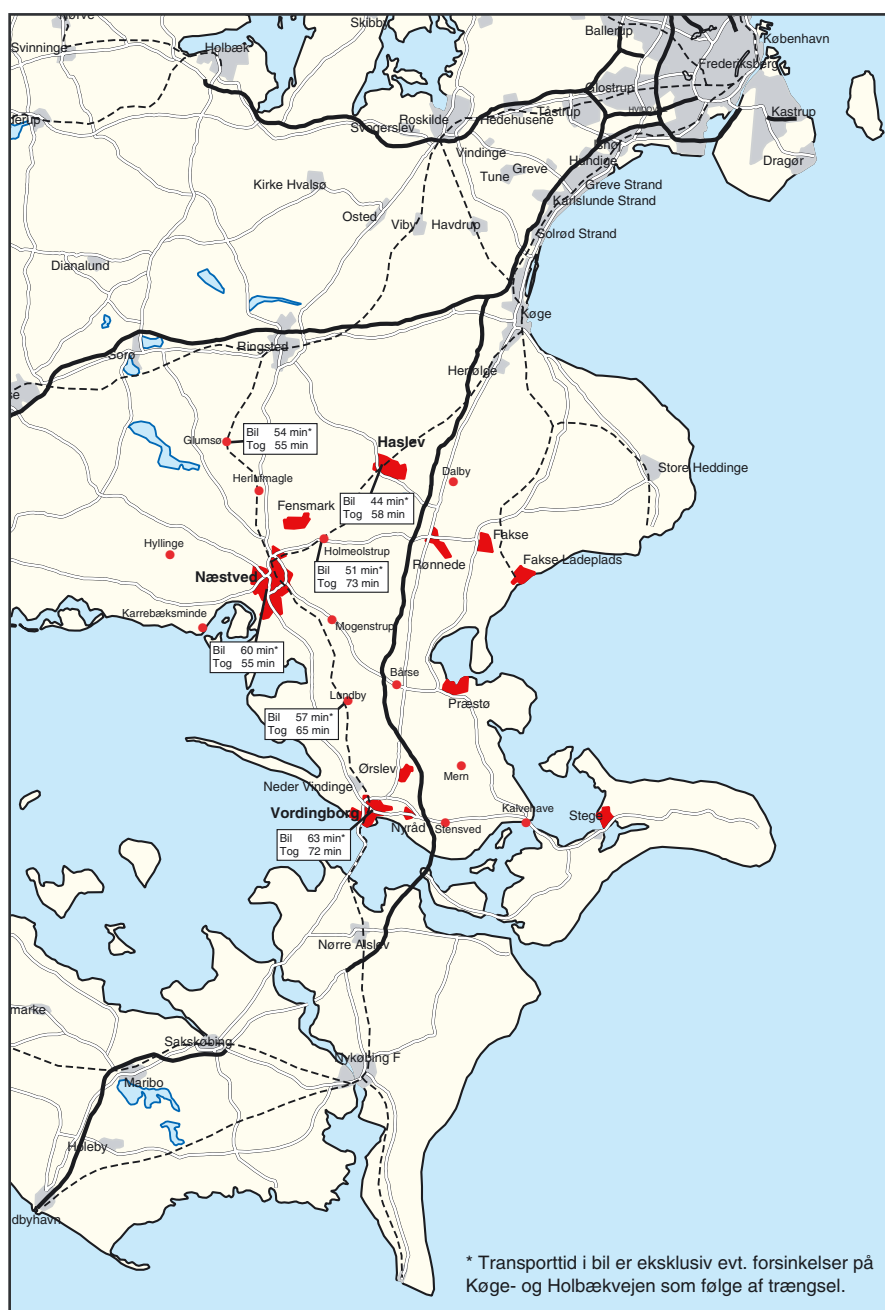 Skibby
Svinninge
Holbæk
Ballerup
København
Frederiksberg
Glostrup
Kastrup
Roskilde
Hedehusene
Tåstrup
Hvidovre
Svogerslev
Vindinge
Ishøj
Hundige
Dragør
Tune
Greve
Greve Strand
Kirke Hvalsø
Karlslunde Strand
Osted
Viby
Havdrup
Solrød Strand
Dianalund
Køge
Sorø
Ringsted
Herfølge
Glumsø
Bil 54 min*
Tog 55 min
Haslev
Store Heddinge
Dalby
Herlufmagle
Bil 44 min*
Tog 58 min
Fensmark
Fakse
Hyllinge
Holmeolstrup
Rønnede
Fakse Ladeplads
Bil 51 min*
Tog 73 min
Næstved
Karrebæksminde
Mogenstrup
Bil 60 min*
Tog 55 min
Bårse
Lundby
Præstø
Bil 57 min*
Tog 65 min
Ørslev
Mern
Neder Vindinge
Vordingborg
Kalvehave
Stege
Nyråd
Stensved
Bil 63 min*
Tog 72 min
Nørre Alslev
marke
Sakskøbing
Nykøbing F
Maribo
Holeby
dbyhavn
* Transporttid i bil er eksklusiv evt. forsinkelser på
Køge- og Holbækvejen som følge af trængsel.